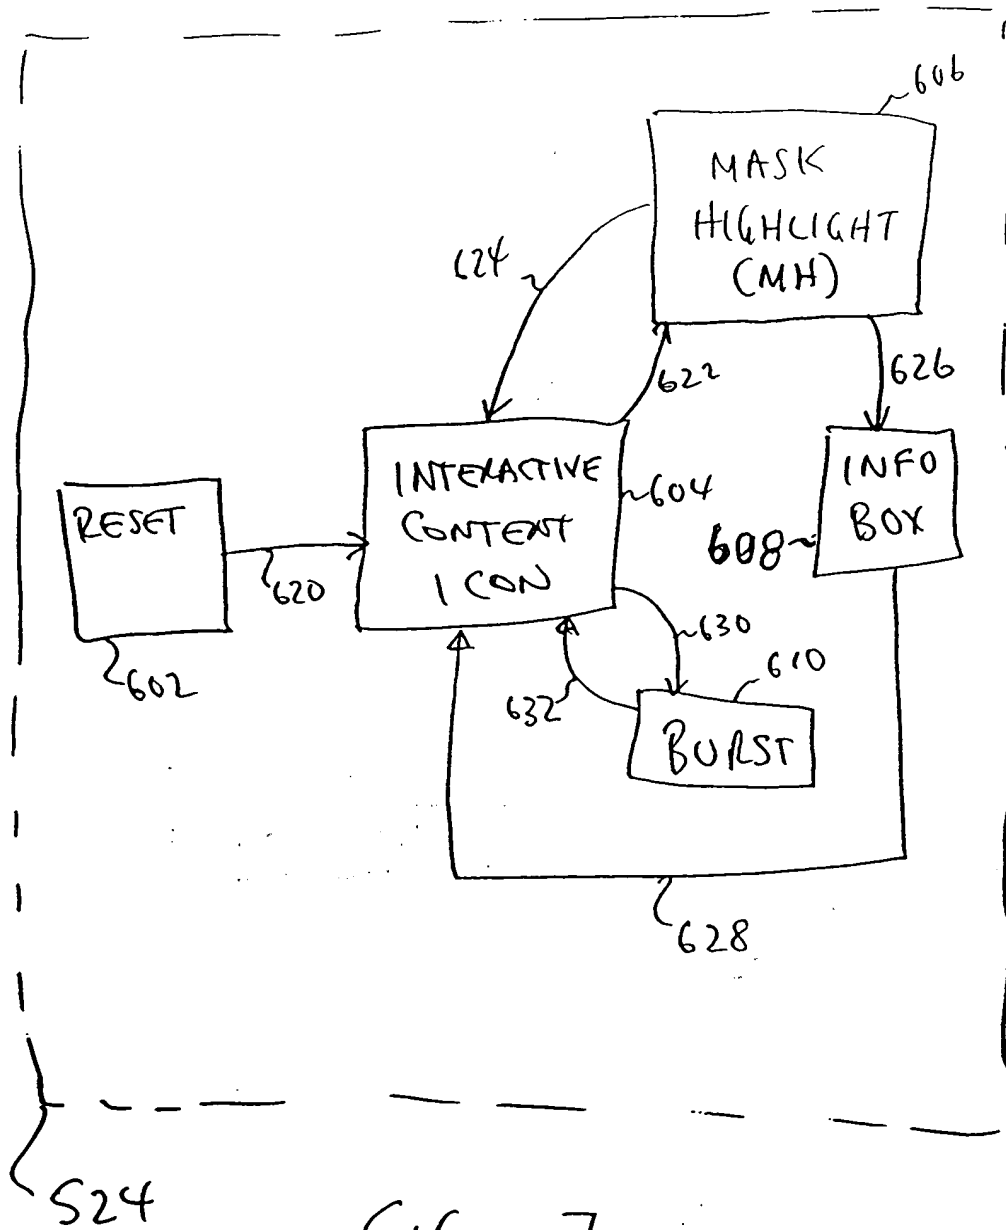 606
MASK
HIGHLIGHT
(MH)
624
622
626
INTERACTIVE
CONTENT
ICON
604
INFO
BOX
608
RESET
620
602
630
610
632
BURST
628
524